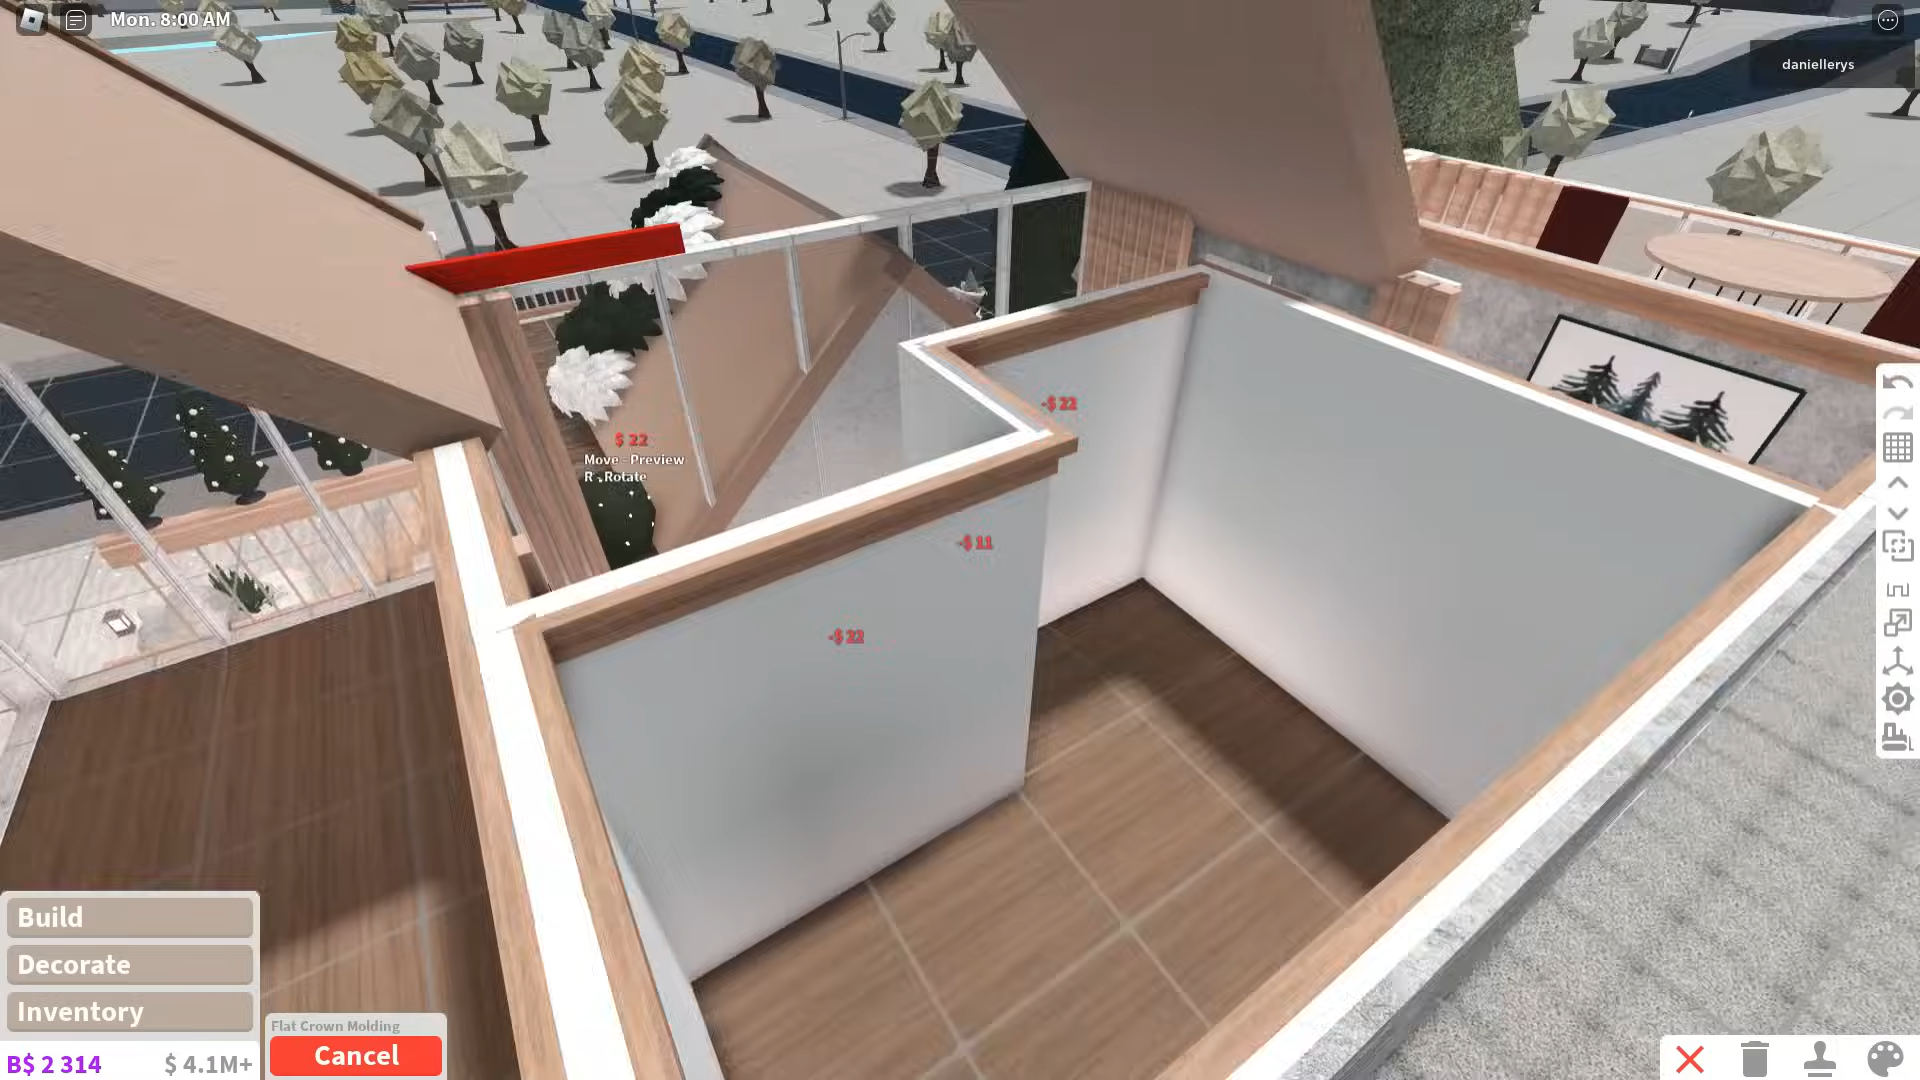 Mon. 8:00 AM
daniellerys
-$ 22
$ 22
Move - Preview
R - Rotate
-$ 11
-$ 22
Build
Decorate
Inventory
Flat Crown Molding
Cancel
B$ 2 314
$ 4.1M+